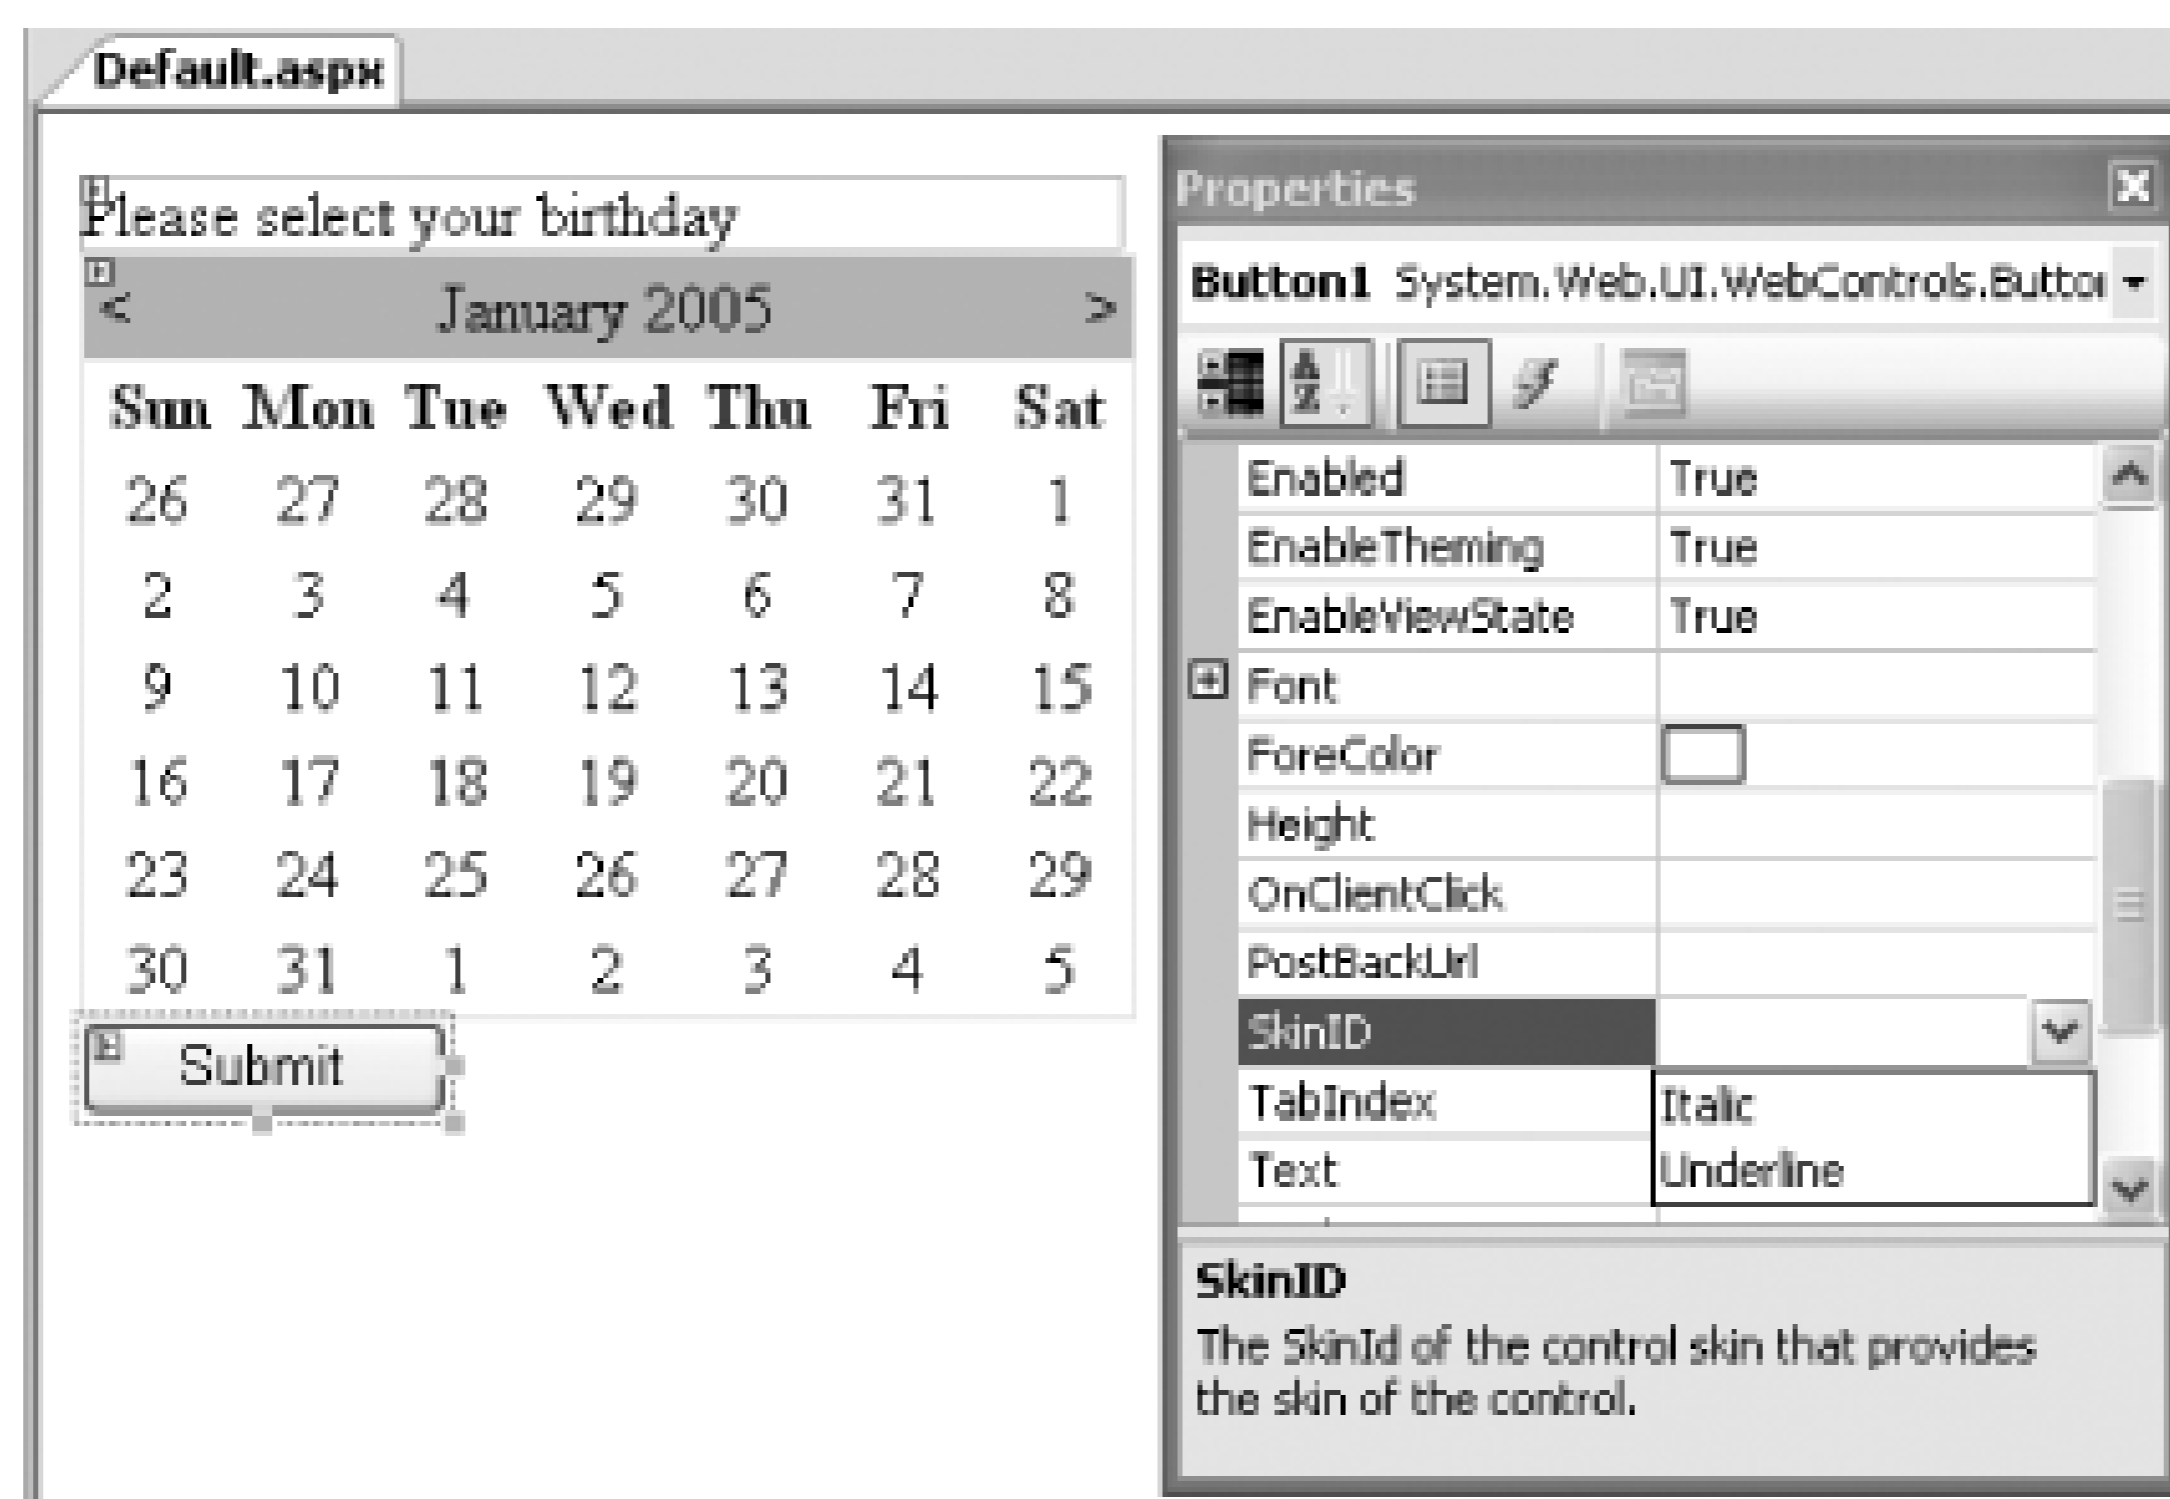 Default.aspx
Please select your birthday
< January 2005 >
Sun Mon Tue Wed Thu Fri Sat
26 27 28 29 30 31 1
2 3 4 5 6 7 8
9 10 11 12 13 14 15
16 17 18 19 20 21 22
23 24 25 26 27 28 29
30 31 1 2 3 4 5
Submit
Properties
Button1 System.Web.UI.WebControls.Button
Enabled True
EnableTheming True
EnableViewState True
Font
ForeColor
Height
OnClientClick
PostBackUrl
SkinID
TabIndex Italic
Text Underline
SkinID
The SkinId of the control skin that provides
the skin of the control.